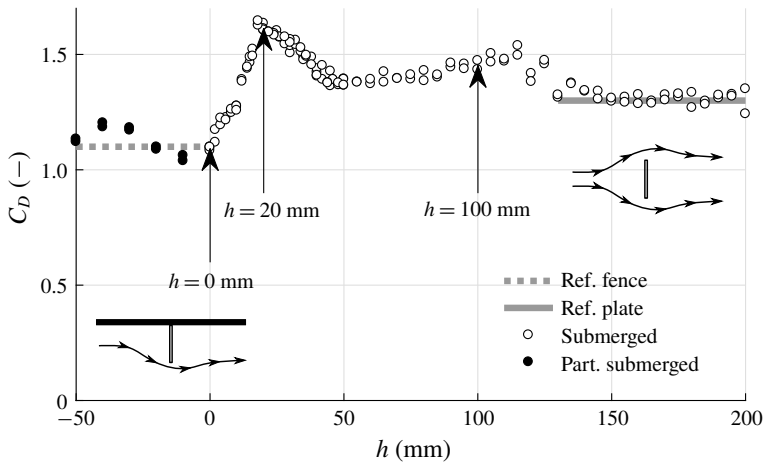 1.5
1.0
0.5
0
C_D (−)
h = 20 mm
h = 100 mm
h = 0 mm
Ref. fence
Ref. plate
Submerged
Part. submerged
−50
0
50
100
150
200
h (mm)